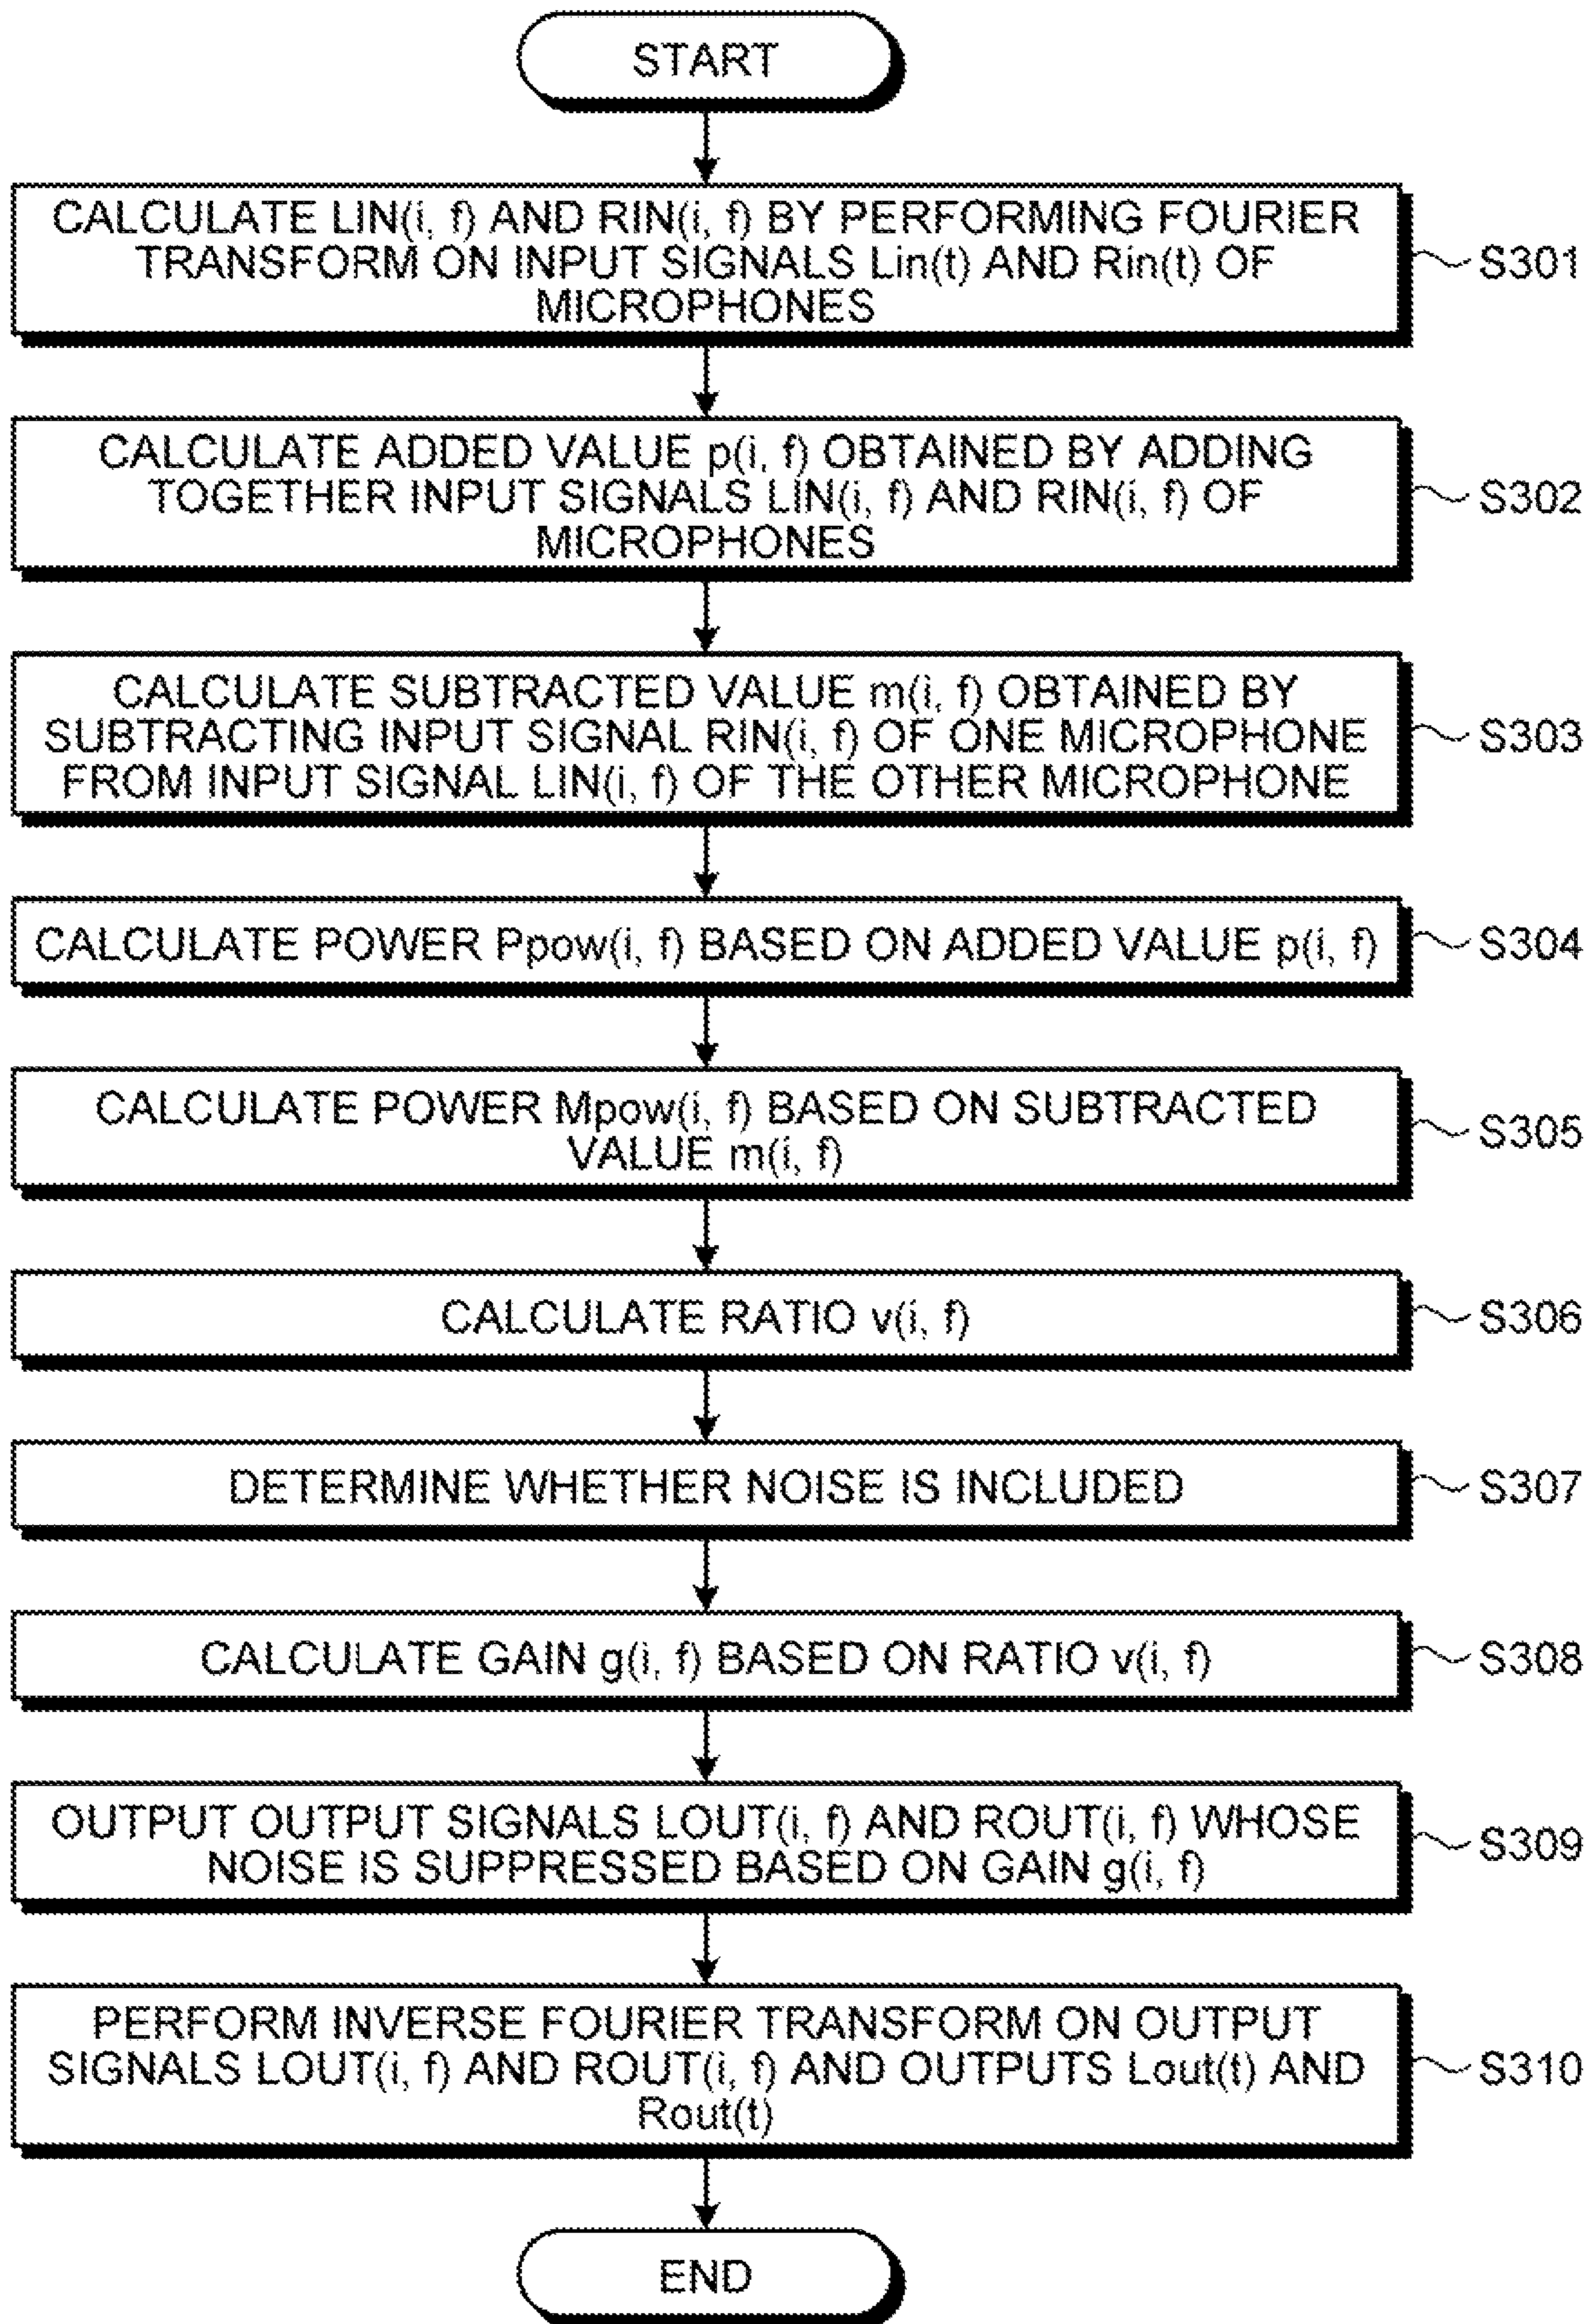 START
CALCULATE LIN(i, f) AND RIN(i, f) BY PERFORMING FOURIER
TRANSFORM ON INPUT SIGNALS Lin(t) AND Rin(t) OF
MICROPHONES
S301
CALCULATE ADDED VALUE p(i, f) OBTAINED BY ADDING
TOGETHER INPUT SIGNALS LIN(i, f) AND RIN(i, f) OF
MICROPHONES
S302
CALCULATE SUBTRACTED VALUE m(i, f) OBTAINED BY
SUBTRACTING INPUT SIGNAL RIN(i, f) OF ONE MICROPHONE
FROM INPUT SIGNAL LIN(i, f) OF THE OTHER MICROPHONE
S303
CALCULATE POWER Ppow(i, f) BASED ON ADDED VALUE p(i, f)
S304
CALCULATE POWER Mpow(i, f) BASED ON SUBTRACTED
VALUE m(i, f)
S305
CALCULATE RATIO v(i, f)
S306
DETERMINE WHETHER NOISE IS INCLUDED
S307
CALCULATE GAIN g(i, f) BASED ON RATIO v(i, f)
S308
OUTPUT OUTPUT SIGNALS LOUT(i, f) AND ROUT(i, f) WHOSE
NOISE IS SUPPRESSED BASED ON GAIN g(i, f)
S309
PERFORM INVERSE FOURIER TRANSFORM ON OUTPUT
SIGNALS LOUT(i, f) AND ROUT(i, f) AND OUTPUTS Lout(t) AND
Rout(t)
S310
END